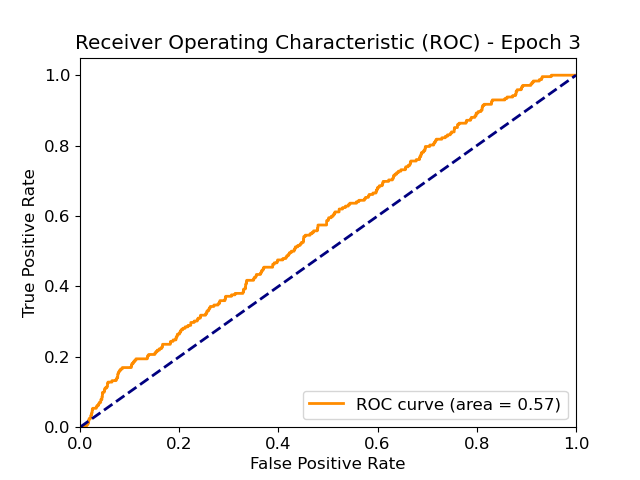 Receiver Operating Characteristic (ROC) - Epoch 3
True Positive Rate
1.0
0.8
0.6
0.4
0.2
0.0
ROC curve (area = 0.57)
0.0 0.2 0.4 0.6 0.8 1.0
False Positive Rate